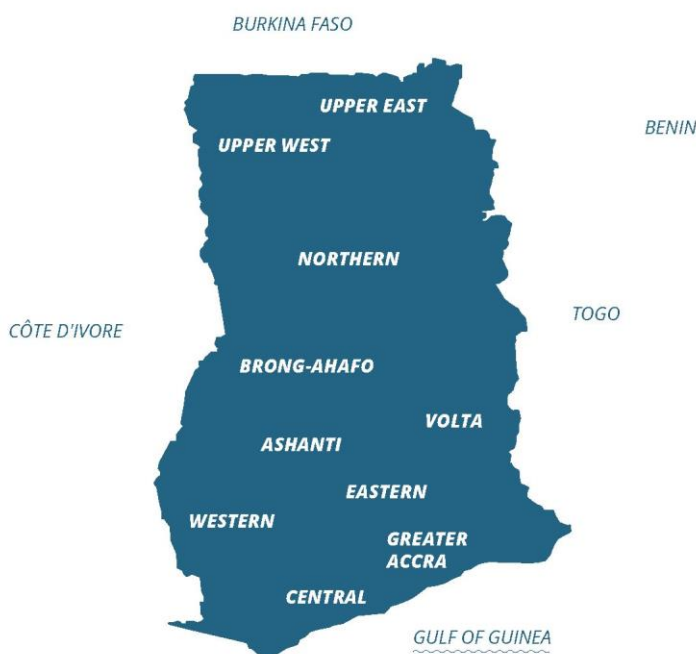 BURKINA FASO
UPPER EAST
BENIN
UPPER WEST
NORTHERN
TOGO
CÔTE D'IVORE
BRONG-AHAFO
VOLTA
ASHANTI
EASTERN
WESTERN
GREATER
ACCRA
CENTRAL
GULF OF GUINEA